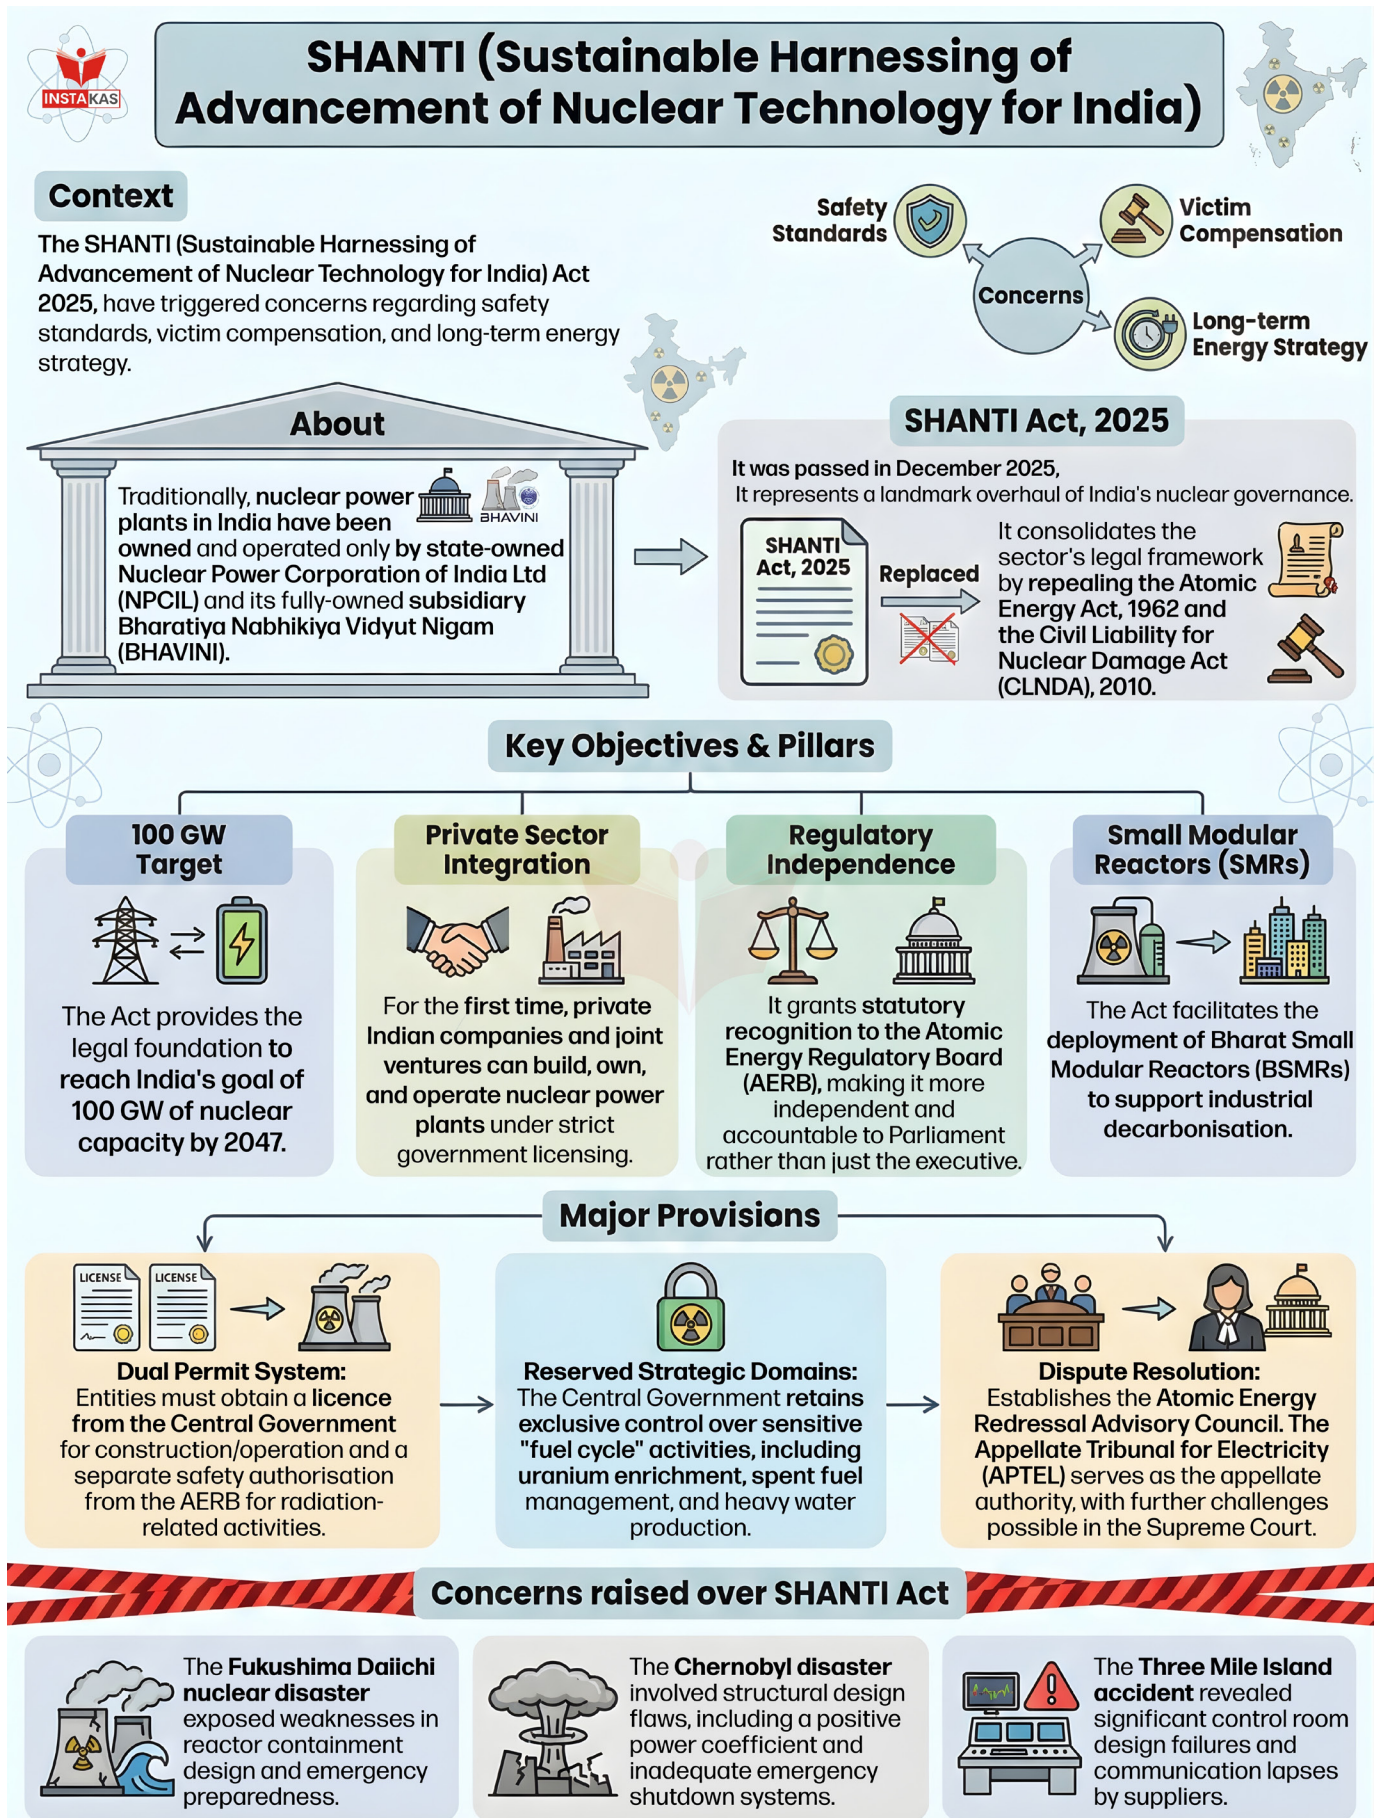 INSTAKAS
SHANTI (Sustainable Harnessing of
Advancement of Nuclear Technology for India)
Context
The SHANTI (Sustainable Harnessing of
Advancement of Nuclear Technology for India) Act
2025, have triggered concerns regarding safety
standards, victim compensation, and long-term energy
strategy.
Safety
Standards
Victim
Compensation
Concerns
Long-term
Energy Strategy
About
Traditionally, nuclear power
plants in India have been
owned and operated only by state-owned
Nuclear Power Corporation of India Ltd
(NPCIL) and its fully-owned subsidiary
Bharatiya Nabhikiya Vidyut Nigam
(BHAVINI).
BHAVINI
SHANTI Act, 2025
It was passed in December 2025,
It represents a landmark overhaul of India's nuclear governance.
SHANTI
Act, 2025
Replaced
It consolidates the
sector's legal framework
by repealing the Atomic
Energy Act, 1962 and
the Civil Liability for
Nuclear Damage Act
(CLNDA), 2010.
Key Objectives & Pillars
100 GW
Target
The Act provides the
legal foundation to
reach India's goal of
100 GW of nuclear
capacity by 2047.
Private Sector
Integration
For the first time, private
Indian companies and joint
ventures can build, own,
and operate nuclear power
plants under strict
government licensing.
Regulatory
Independence
It grants statutory
recognition to the Atomic
Energy Regulatory Board
(AERB), making it more
independent and
accountable to Parliament
rather than just the executive.
Small Modular
Reactors (SMRs)
The Act facilitates the
deployment of Bharat Small
Modular Reactors (BSMRs)
to support industrial
decarbonisation.
Major Provisions
LICENSE
LICENSE
Dual Permit System:
Entities must obtain a licence
from the Central Government
for construction/operation and a
separate safety authorisation
from the AERB for radiation-
related activities.
Reserved Strategic Domains:
The Central Government retains
exclusive control over sensitive
"fuel cycle" activities, including
uranium enrichment, spent fuel
management, and heavy water
production.
Dispute Resolution:
Establishes the Atomic Energy
Redressal Advisory Council. The
Appellate Tribunal for Electricity
(APTEL) serves as the appellate
authority, with further challenges
possible in the Supreme Court.
Concerns raised over SHANTI Act
The Fukushima Daiichi
nuclear disaster
exposed weaknesses in
reactor containment
design and emergency
preparedness.
The Chernobyl disaster
involved structural design
flaws, including a positive
power coefficient and
inadequate emergency
shutdown systems.
The Three Mile Island
accident revealed
significant control room
design failures and
communication lapses
by suppliers.